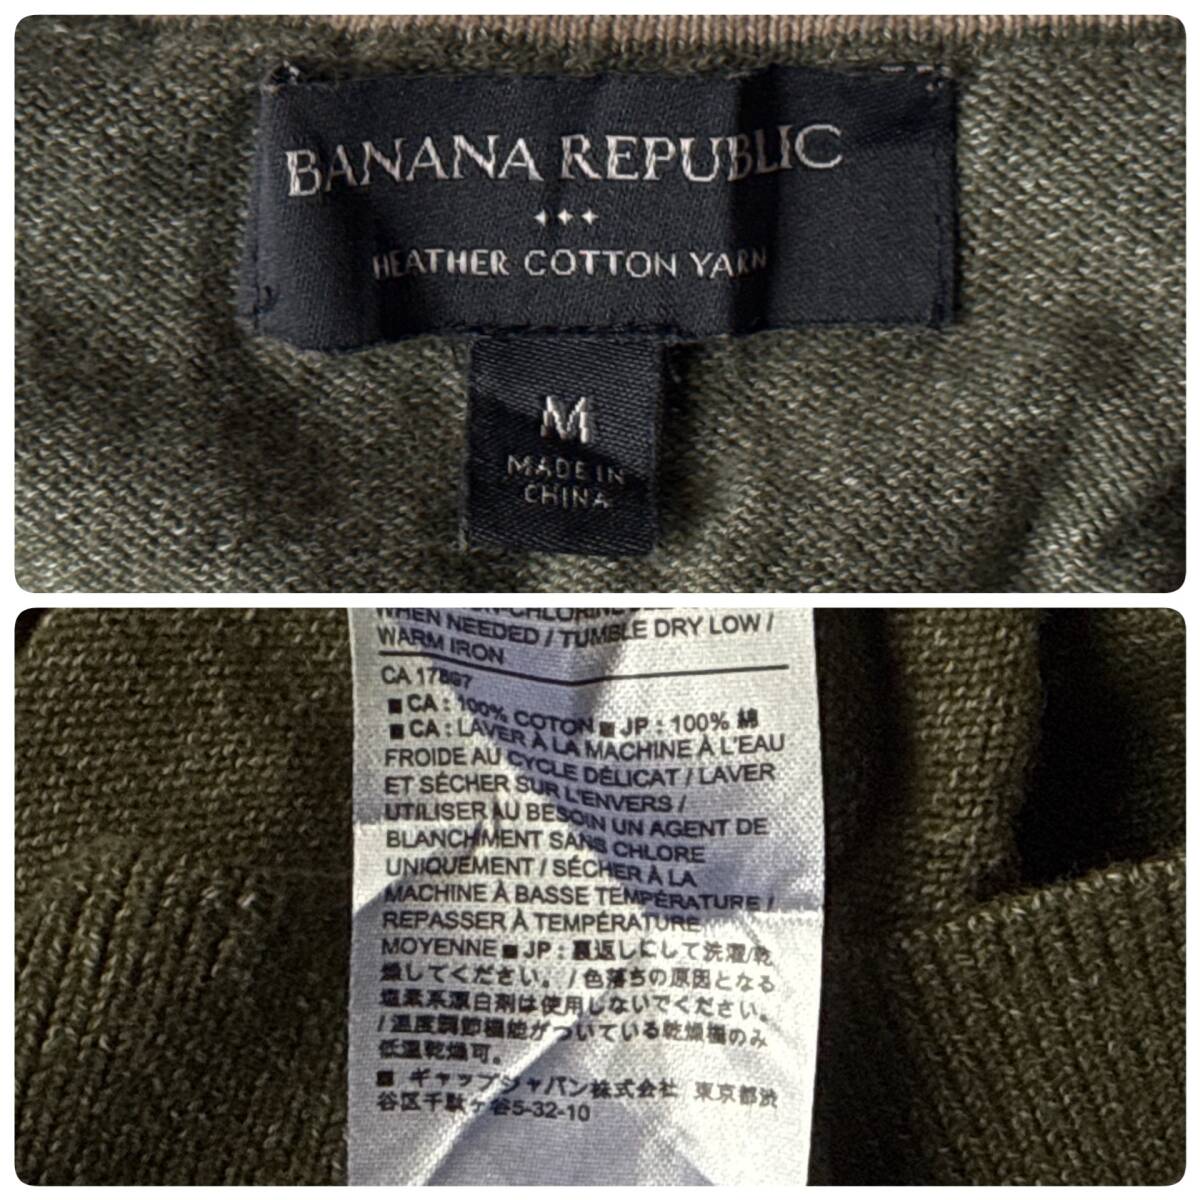 BANANA REPUBLIC
HEATHER COTTON YARN
M
MADE IN
CHINA
WHEN NEEDED / TUMBLE DRY LOW /
WARM IRON
CA 17897
■ CA : 100% COTON ■ JP : 100% 綿
■ CA : LAVER À LA MACHINE À L'EAU
FROIDE AU CYCLE DÉLICAT / LAVER
ET SÉCHER SUR L'ENVERS /
UTILISER AU BESOIN UN AGENT DE
BLANCHMENT SANS CHLORE
UNIQUEMENT / SÉCHER À LA
MACHINE À BASSE TEMPÉRATURE /
REPASSER À TEMPÉRATURE
MOYENNE ■ JP : 裏返しにして洗濯/乾
燥してください。/ 色落ちの原因となる
塩素系漂白剤は使用しないでください。
/ 温度調節機能がついている乾燥機のみ
低温乾燥可。
■ ギャップジャパン株式会社 東京都渋
谷区千駄ヶ谷5-32-10